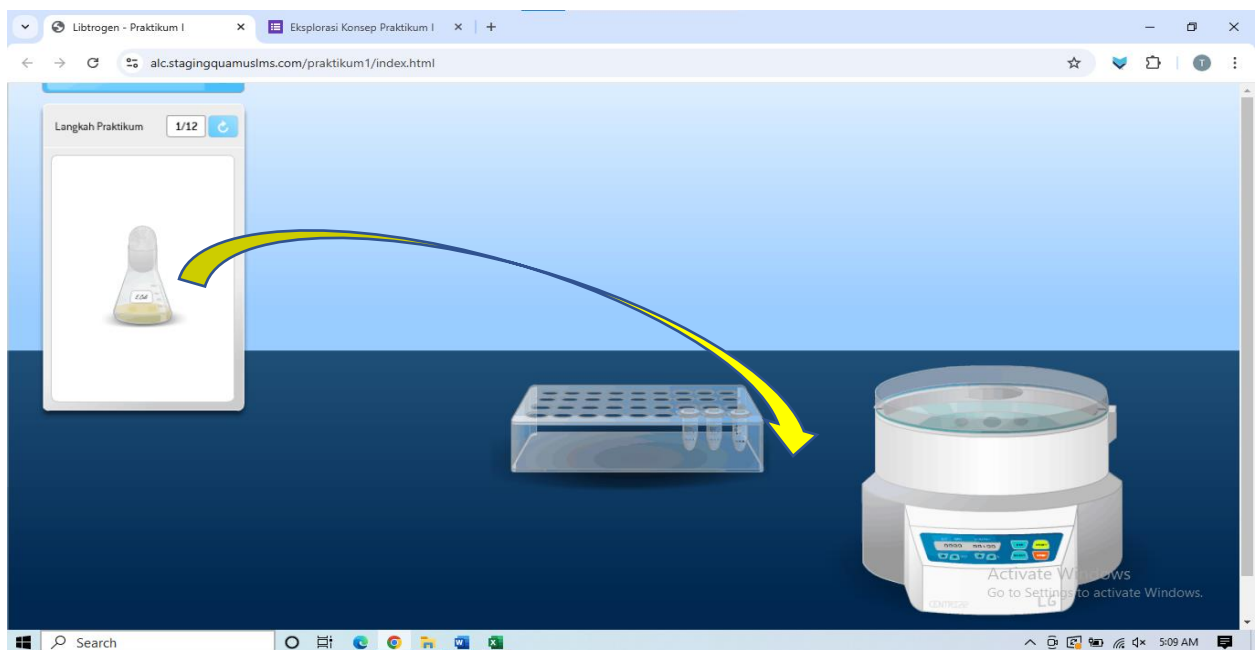 Libtrogen - Praktikum I
Eksplorasi Konsep Praktikum I
alc.stagingquamuslms.com/praktikum1/index.html
T
Langkah Praktikum 1/12
Activate Windows
Go to Settings to activate Windows.
LG
Search
5:09 AM